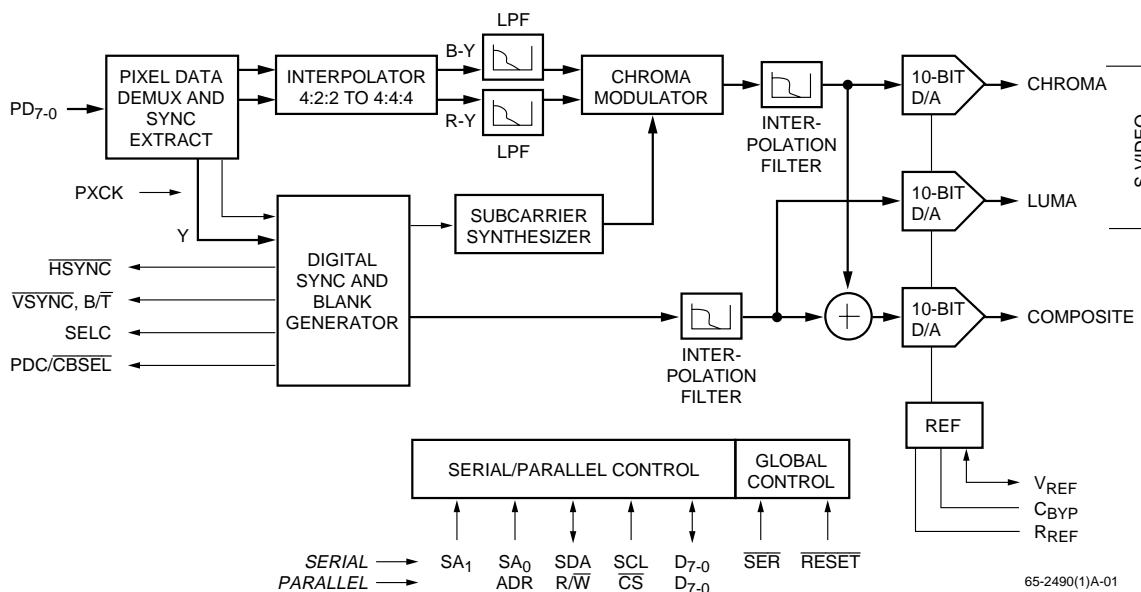 LPF
B-Y
PIXEL DATA
DEMUX AND
SYNC
EXTRACT
PD7-0
INTERPOLATOR
4:2:2 TO 4:4:4
R-Y
LPF
CHROMA
MODULATOR
INTER-
POLATION
FILTER
10-BIT
D/A
CHROMA
S-VIDEO
PXCK
Y
SUBCARRIER
SYNTHESIZER
10-BIT
D/A
LUMA
HSYNC
VSYNC, B/T
SELC
PDC/CBSEL
DIGITAL
SYNC AND
BLANK
GENERATOR
INTER-
POLATION
FILTER
10-BIT
D/A
COMPOSITE
REF
VREF
CBYP
RREF
SERIAL/PARALLEL CONTROL
GLOBAL
CONTROL
SERIAL SA1 SA0 SDA SCL D7-0 SER RESET
PARALLEL ADR R/W CS D7-0
65-2490(1)A-01